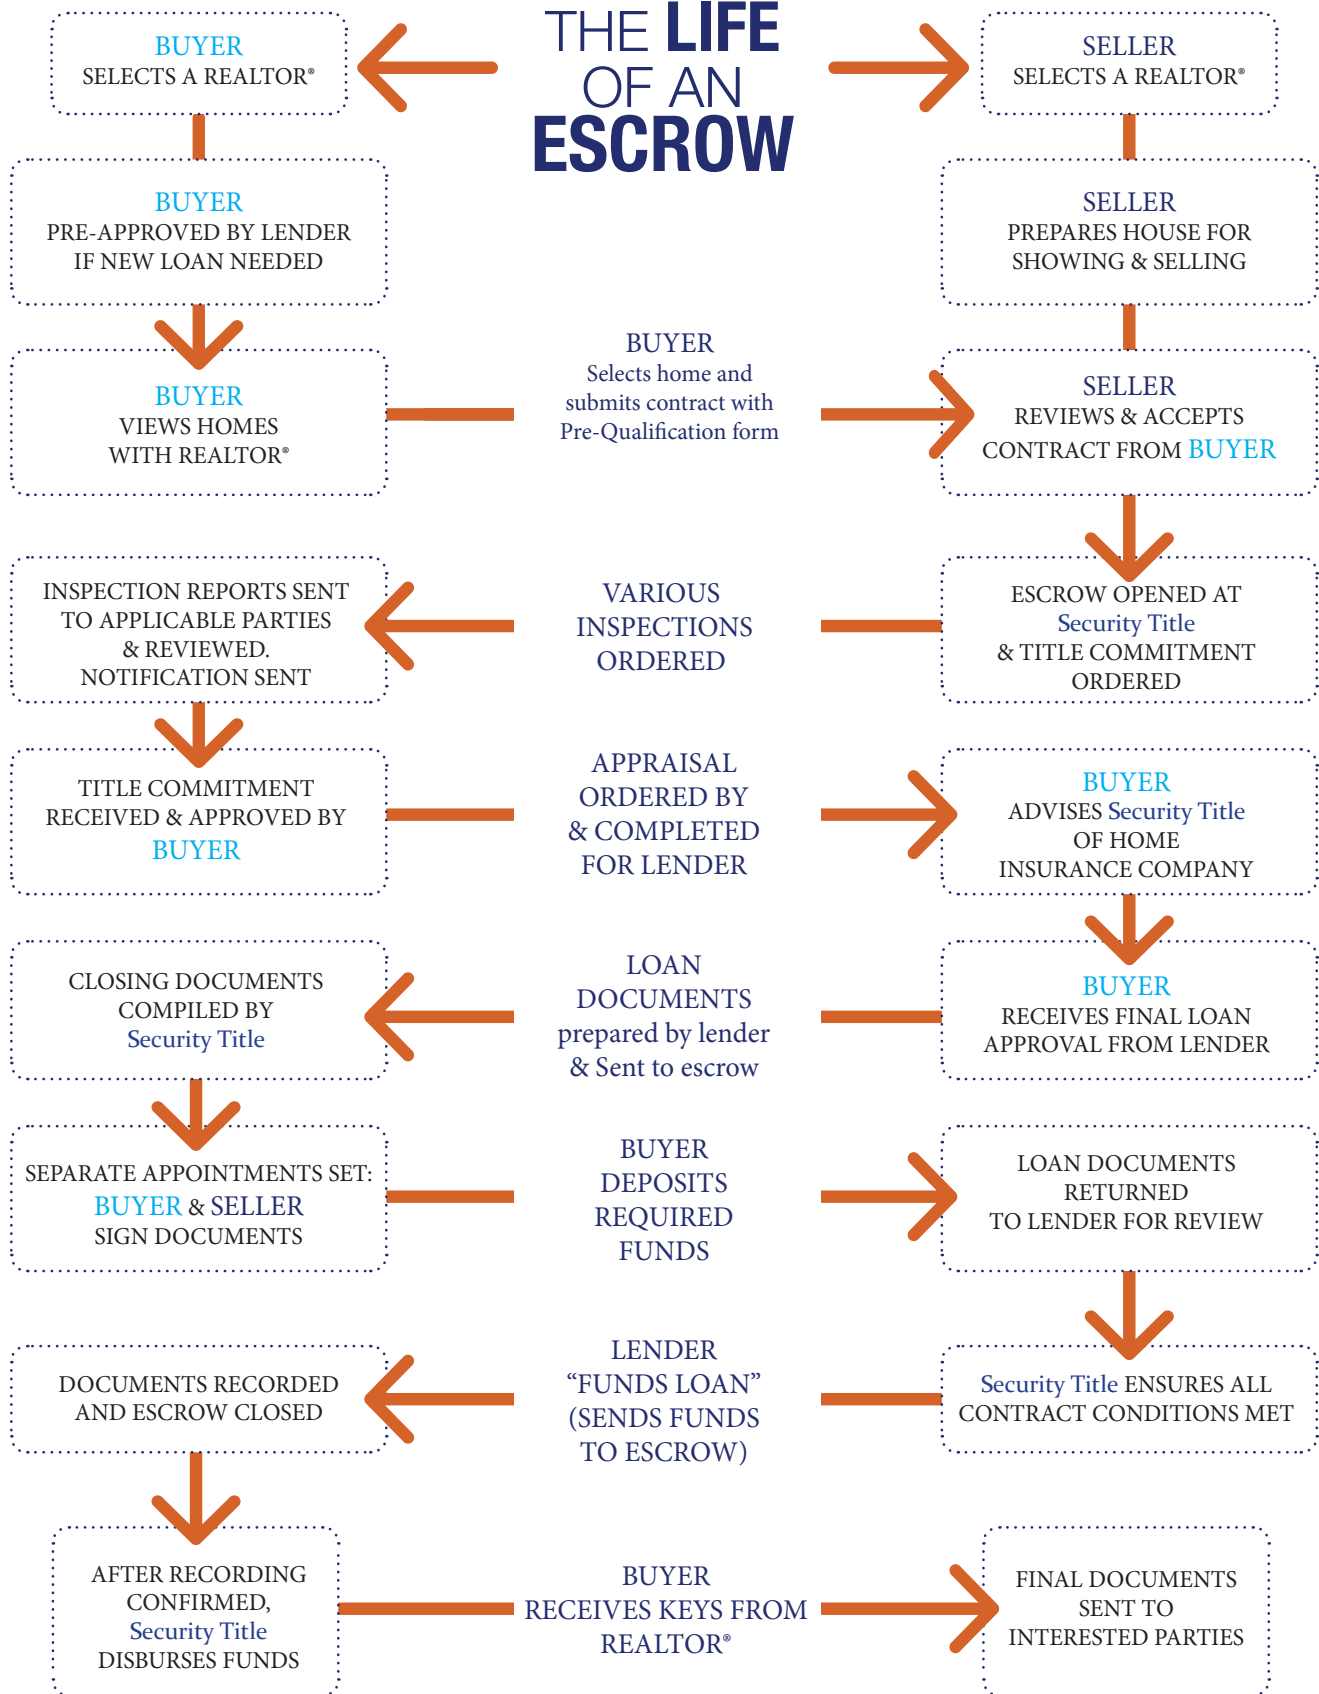 THE LIFE
OF AN
ESCROW
BUYER
SELECTS A REALTOR®
SELLER
SELECTS A REALTOR®
BUYER
PRE-APPROVED BY LENDER
IF NEW LOAN NEEDED
SELLER
PREPARES HOUSE FOR
SHOWING & SELLING
BUYER
VIEWS HOMES
WITH REALTOR®
BUYER
Selects home and
submits contract with
Pre-Qualification form
SELLER
REVIEWS & ACCEPTS
CONTRACT FROM BUYER
ESCROW OPENED AT
Security Title
& TITLE COMMITMENT
ORDERED
VARIOUS
INSPECTIONS
ORDERED
INSPECTION REPORTS SENT
TO APPLICABLE PARTIES
& REVIEWED.
NOTIFICATION SENT
TITLE COMMITMENT
RECEIVED & APPROVED BY
BUYER
APPRAISAL
ORDERED BY
& COMPLETED
FOR LENDER
BUYER
ADVISES Security Title
OF HOME
INSURANCE COMPANY
BUYER
RECEIVES FINAL LOAN
APPROVAL FROM LENDER
LOAN
DOCUMENTS
prepared by lender
& Sent to escrow
CLOSING DOCUMENTS
COMPILED BY
Security Title
SEPARATE APPOINTMENTS SET:
BUYER & SELLER
SIGN DOCUMENTS
BUYER
DEPOSITS
REQUIRED
FUNDS
LOAN DOCUMENTS
RETURNED
TO LENDER FOR REVIEW
Security Title ENSURES ALL
CONTRACT CONDITIONS MET
LENDER
“FUNDS LOAN”
(SENDS FUNDS
TO ESCROW)
DOCUMENTS RECORDED
AND ESCROW CLOSED
AFTER RECORDING
CONFIRMED,
Security Title
DISBURSES FUNDS
BUYER
RECEIVES KEYS FROM
REALTOR®
FINAL DOCUMENTS
SENT TO
INTERESTED PARTIES